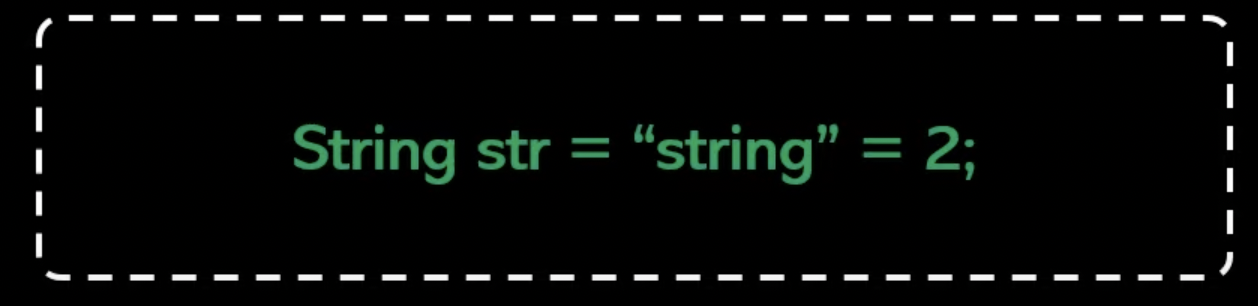 String str = “string” = 2;